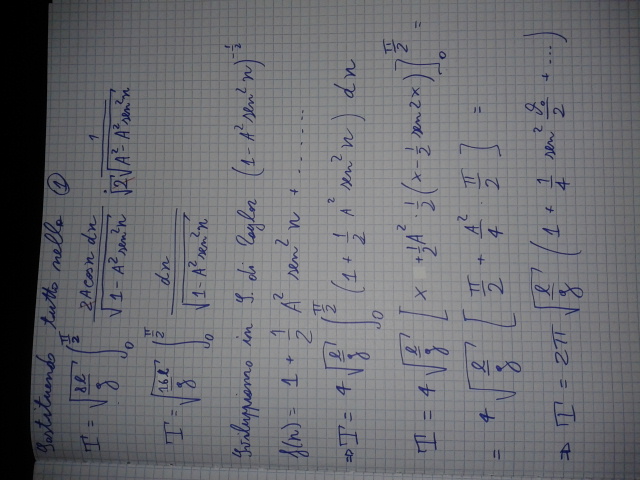 Sostituendo tutto nella ①
T = √(8l/g) ∫₀^(π/2) 2A cos x dx / √(1 - A² sen² x) · 1 / (√2 √(A² - A² sen² x))
T = √(16l/g) ∫₀^(π/2) dx / √(1 - A² sen² x)
Sviluppiamo in S. di Taylor (1 - A² sen² x)^(-1/2)
f(x) = 1 + 1/2 A² sen² x + .......
⇒ T = 4 √(l/g) ∫₀^(π/2) (1 + 1/2 A² sen² x) dx
T = 4 √(l/g) [x + 1/2 A² · 1/2 (x - 1/2 sen 2x)]₀^(π/2) =
= 4 √(l/g) [π/2 + A²/4 · π/2] =
⇒ T = 2π √(l/g) (1 + 1/4 sen² ϑ₀/2 + ...)